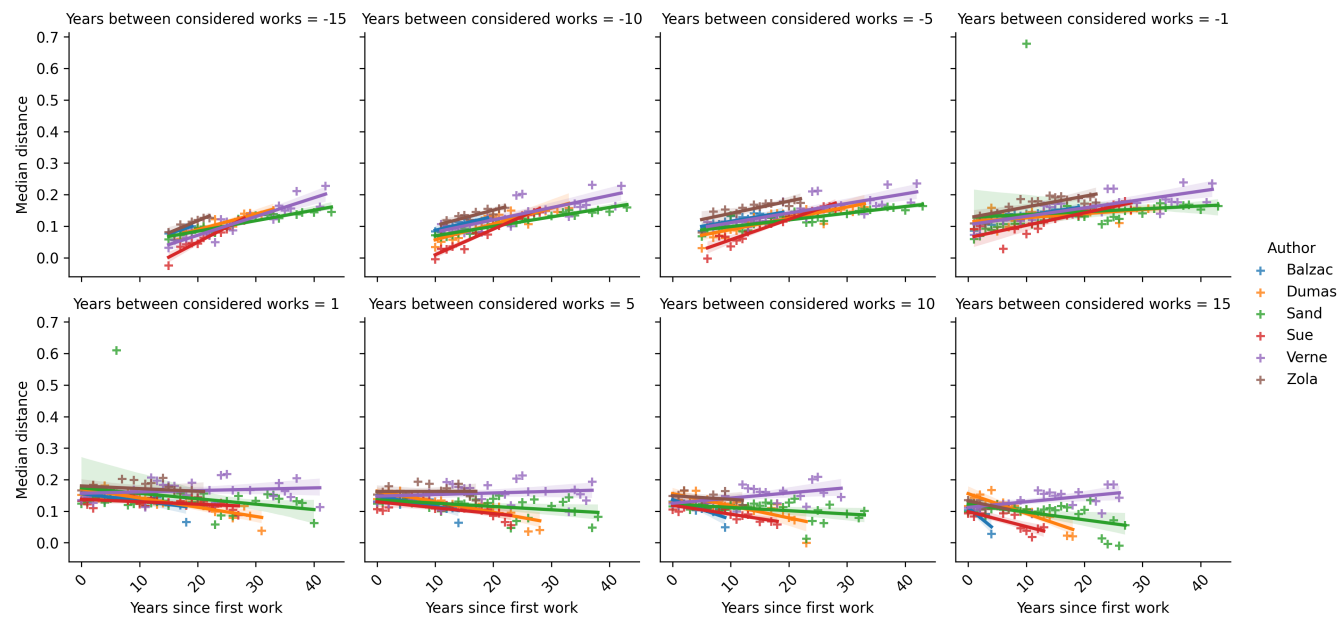 Years between considered works = -15
Years between considered works = -10
Years between considered works = -5
Years between considered works = -1
0.7
0.6
0.5
0.4
0.3
0.2
0.1
0.0
Median distance
Author
Balzac
Dumas
Sand
Sue
Verne
Zola
Years between considered works = 1
Years between considered works = 5
Years between considered works = 10
Years between considered works = 15
0.7
0.6
0.5
0.4
0.3
0.2
0.1
0.0
Median distance
0 10 20 30 40
0 10 20 30 40
0 10 20 30 40
0 10 20 30 40
Years since first work
Years since first work
Years since first work
Years since first work